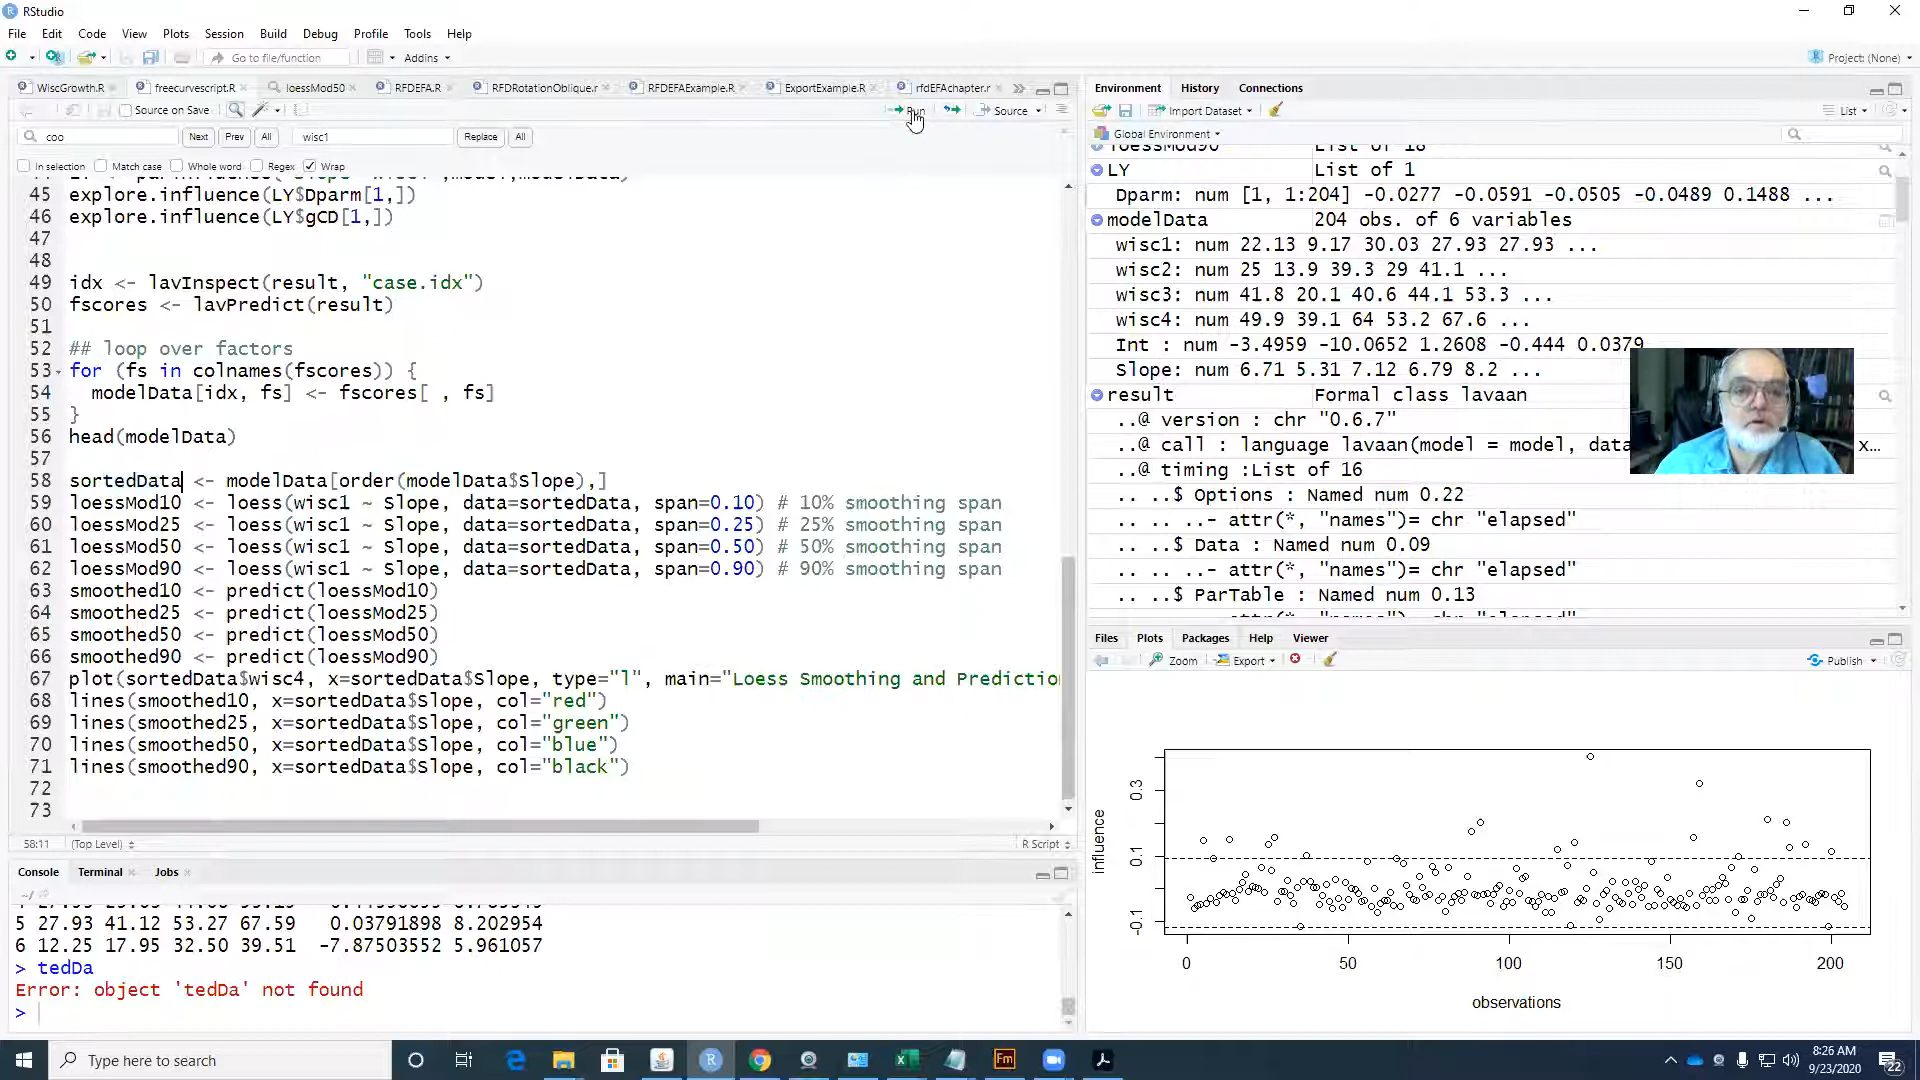 RStudio
File Edit Code View Plots Session Build Debug Profile Tools Help
Go to file/function
Addins
Project: (None)
WiscGrowth.R
freecurvescript.R
loessMod50
RFDEFA.R
RFDRotationOblique.r
RFDEFAExample.R
ExportExample.R
rfdEFAchapter.r
Source on Save
Run
Source
coo
Next
Prev
All
wisc1
Replace
All
In selection
Match case
Whole word
Regex
Wrap
45 explore.influence(LY$Dparm[1,])
46 explore.influence(LY$gCD[1,])
47
48
49 idx <- lavInspect(result, "case.idx")
50 fscores <- lavPredict(result)
51
52 ## loop over factors
53 for (fs in colnames(fscores)) {
54 modelData[idx, fs] <- fscores[ , fs]
55 }
56 head(modelData)
57
58 sortedData <- modelData[order(modelData$Slope),]
59 loessMod10 <- loess(wisc1 ~ Slope, data=sortedData, span=0.10) # 10% smoothing span
60 loessMod25 <- loess(wisc1 ~ Slope, data=sortedData, span=0.25) # 25% smoothing span
61 loessMod50 <- loess(wisc1 ~ Slope, data=sortedData, span=0.50) # 50% smoothing span
62 loessMod90 <- loess(wisc1 ~ Slope, data=sortedData, span=0.90) # 90% smoothing span
63 smoothed10 <- predict(loessMod10)
64 smoothed25 <- predict(loessMod25)
65 smoothed50 <- predict(loessMod50)
66 smoothed90 <- predict(loessMod90)
67 plot(sortedData$wisc4, x=sortedData$Slope, type="l", main="Loess Smoothing and Predictio
68 lines(smoothed10, x=sortedData$Slope, col="red")
69 lines(smoothed25, x=sortedData$Slope, col="green")
70 lines(smoothed50, x=sortedData$Slope, col="blue")
71 lines(smoothed90, x=sortedData$Slope, col="black")
72
73
58:11
(Top Level)
R Script
Console
Terminal
Jobs
~/
5 27.93 41.12 53.27 67.59 0.03791898 8.202954
6 12.25 17.95 32.50 39.51 -7.87503552 5.961057
> tedDa
Error: object 'tedDa' not found
>
Environment
History
Connections
Import Dataset
List
Global Environment
loessMod90 List of 18
LY List of 1
Dparm: num [1, 1:204] -0.0277 -0.0591 -0.0505 -0.0489 0.1488 ...
modelData 204 obs. of 6 variables
wisc1: num 22.13 9.17 30.03 27.93 27.93 ...
wisc2: num 25 13.9 39.3 29 41.1 ...
wisc3: num 41.8 20.1 40.6 44.1 53.3 ...
wisc4: num 49.9 39.1 64 53.2 67.6 ...
Int : num -3.4959 -10.0652 1.2608 -0.444 0.0379
Slope: num 6.71 5.31 7.12 6.79 8.2 ...
result Formal class lavaan
..@ version : chr "0.6.7"
..@ call : language lavaan(model = model, data x...
..@ timing :List of 16
.. ..$ Options : Named num 0.22
.. .. ..- attr(*, "names")= chr "elapsed"
.. ..$ Data : Named num 0.09
.. .. ..- attr(*, "names")= chr "elapsed"
.. ..$ ParTable : Named num 0.13
Files
Plots
Packages
Help
Viewer
Zoom
Export
Publish
influence
0.3
0.1
-0.1
0
50
100
150
200
observations
Type here to search
Fm
8:26 AM
9/23/2020
22